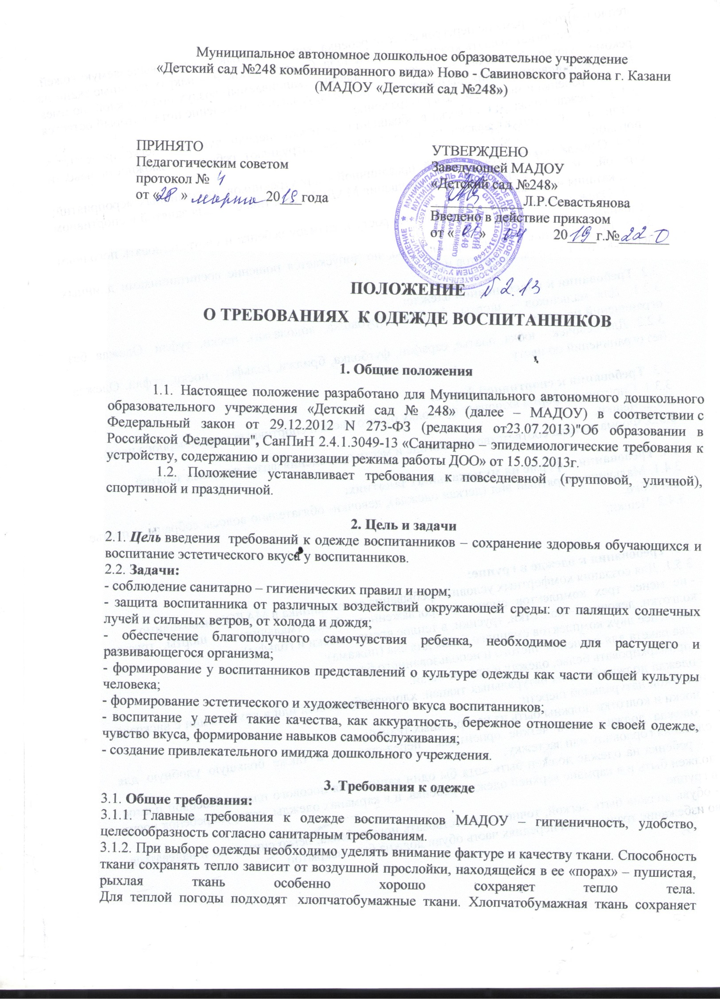 Муниципальное автономное дошкольное образовательное учреждение
«Детский сад №248 комбинированного вида» Ново - Савиновского района г. Казани
(МАДОУ «Детский сад №248»)
ПРИНЯТО
Педагогическим советом
протокол № 4
от «28» марта 2019 года
УТВЕРЖДЕНО
Заведующей МАДОУ
«Детский сад №248»
Л.Р.Севастьянова
Введено в действие приказом
от «01» 04 2019 г.№ 22-О
ПОЛОЖЕНИЕ № 2.13
О ТРЕБОВАНИЯХ К ОДЕЖДЕ ВОСПИТАННИКОВ
1. Общие положения
1.1. Настоящее положение разработано для Муниципального автономного дошкольного
образовательного учреждения «Детский сад № 248» (далее – МАДОУ) в соответствии с
Федеральный закон от 29.12.2012 N 273-ФЗ (редакция от23.07.2013)"Об образовании в
Российской Федерации", СанПиН 2.4.1.3049-13 «Санитарно – эпидемиологические требования к
устройству, содержанию и организации режима работы ДОО» от 15.05.2013г.
1.2. Положение устанавливает требования к повседневной (групповой, уличной),
спортивной и праздничной.
2. Цель и задачи
2.1. Цель введения требований к одежде воспитанников – сохранение здоровья обучающихся и
воспитание эстетического вкуса у воспитанников.
2.2. Задачи:
- соблюдение санитарно – гигиенических правил и норм;
- защита воспитанника от различных воздействий окружающей среды: от палящих солнечных
лучей и сильных ветров, от холода и дождя;
- обеспечение благополучного самочувствия ребенка, необходимое для растущего и
развивающегося организма;
- формирование у воспитанников представлений о культуре одежды как части общей культуры
человека;
- формирование эстетического и художественного вкуса воспитанников;
- воспитание у детей такие качества, как аккуратность, бережное отношение к своей одежде,
чувство вкуса, формирование навыков самообслуживания;
- создание привлекательного имиджа дошкольного учреждения.
3. Требования к одежде
3.1. Общие требования:
3.1.1. Главные требования к одежде воспитанников МАДОУ – гигиеничность, удобство,
целесообразность согласно санитарным требованиям.
3.1.2. При выборе одежды необходимо уделять внимание фактуре и качеству ткани. Способность
ткани сохранять тепло зависит от воздушной прослойки, находящейся в ее «порах» – пушистая,
рыхлая ткань особенно хорошо сохраняет тепло тела.
Для теплой погоды подходят хлопчатобумажные ткани. Хлопчатобумажная ткань сохраняет